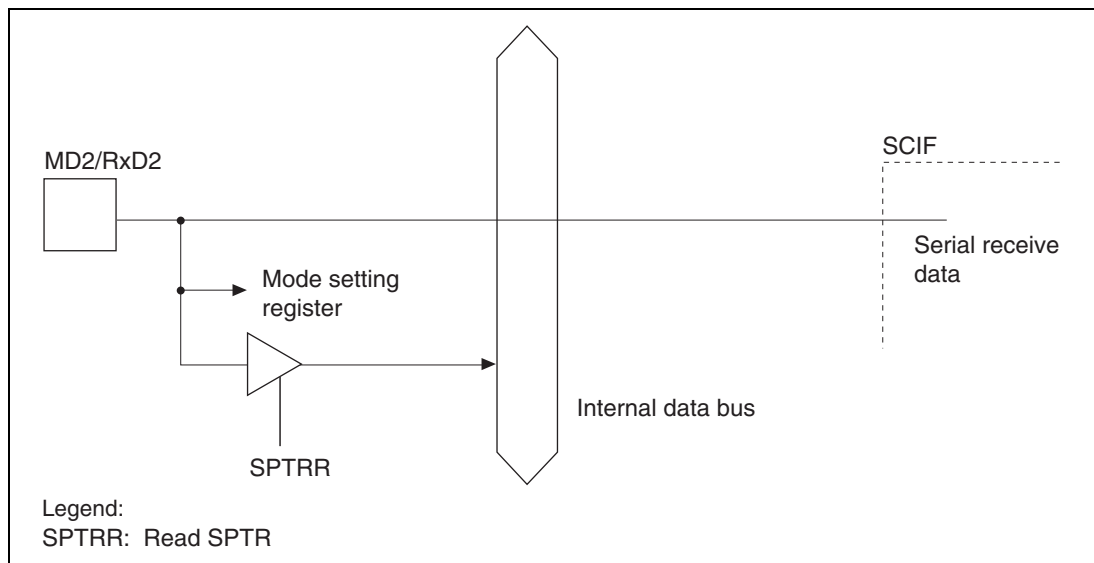 MD2/RxD2
SCIF
Serial receive
data
Mode setting
register
Internal data bus
SPTRR
Legend:
SPTRR: Read SPTR